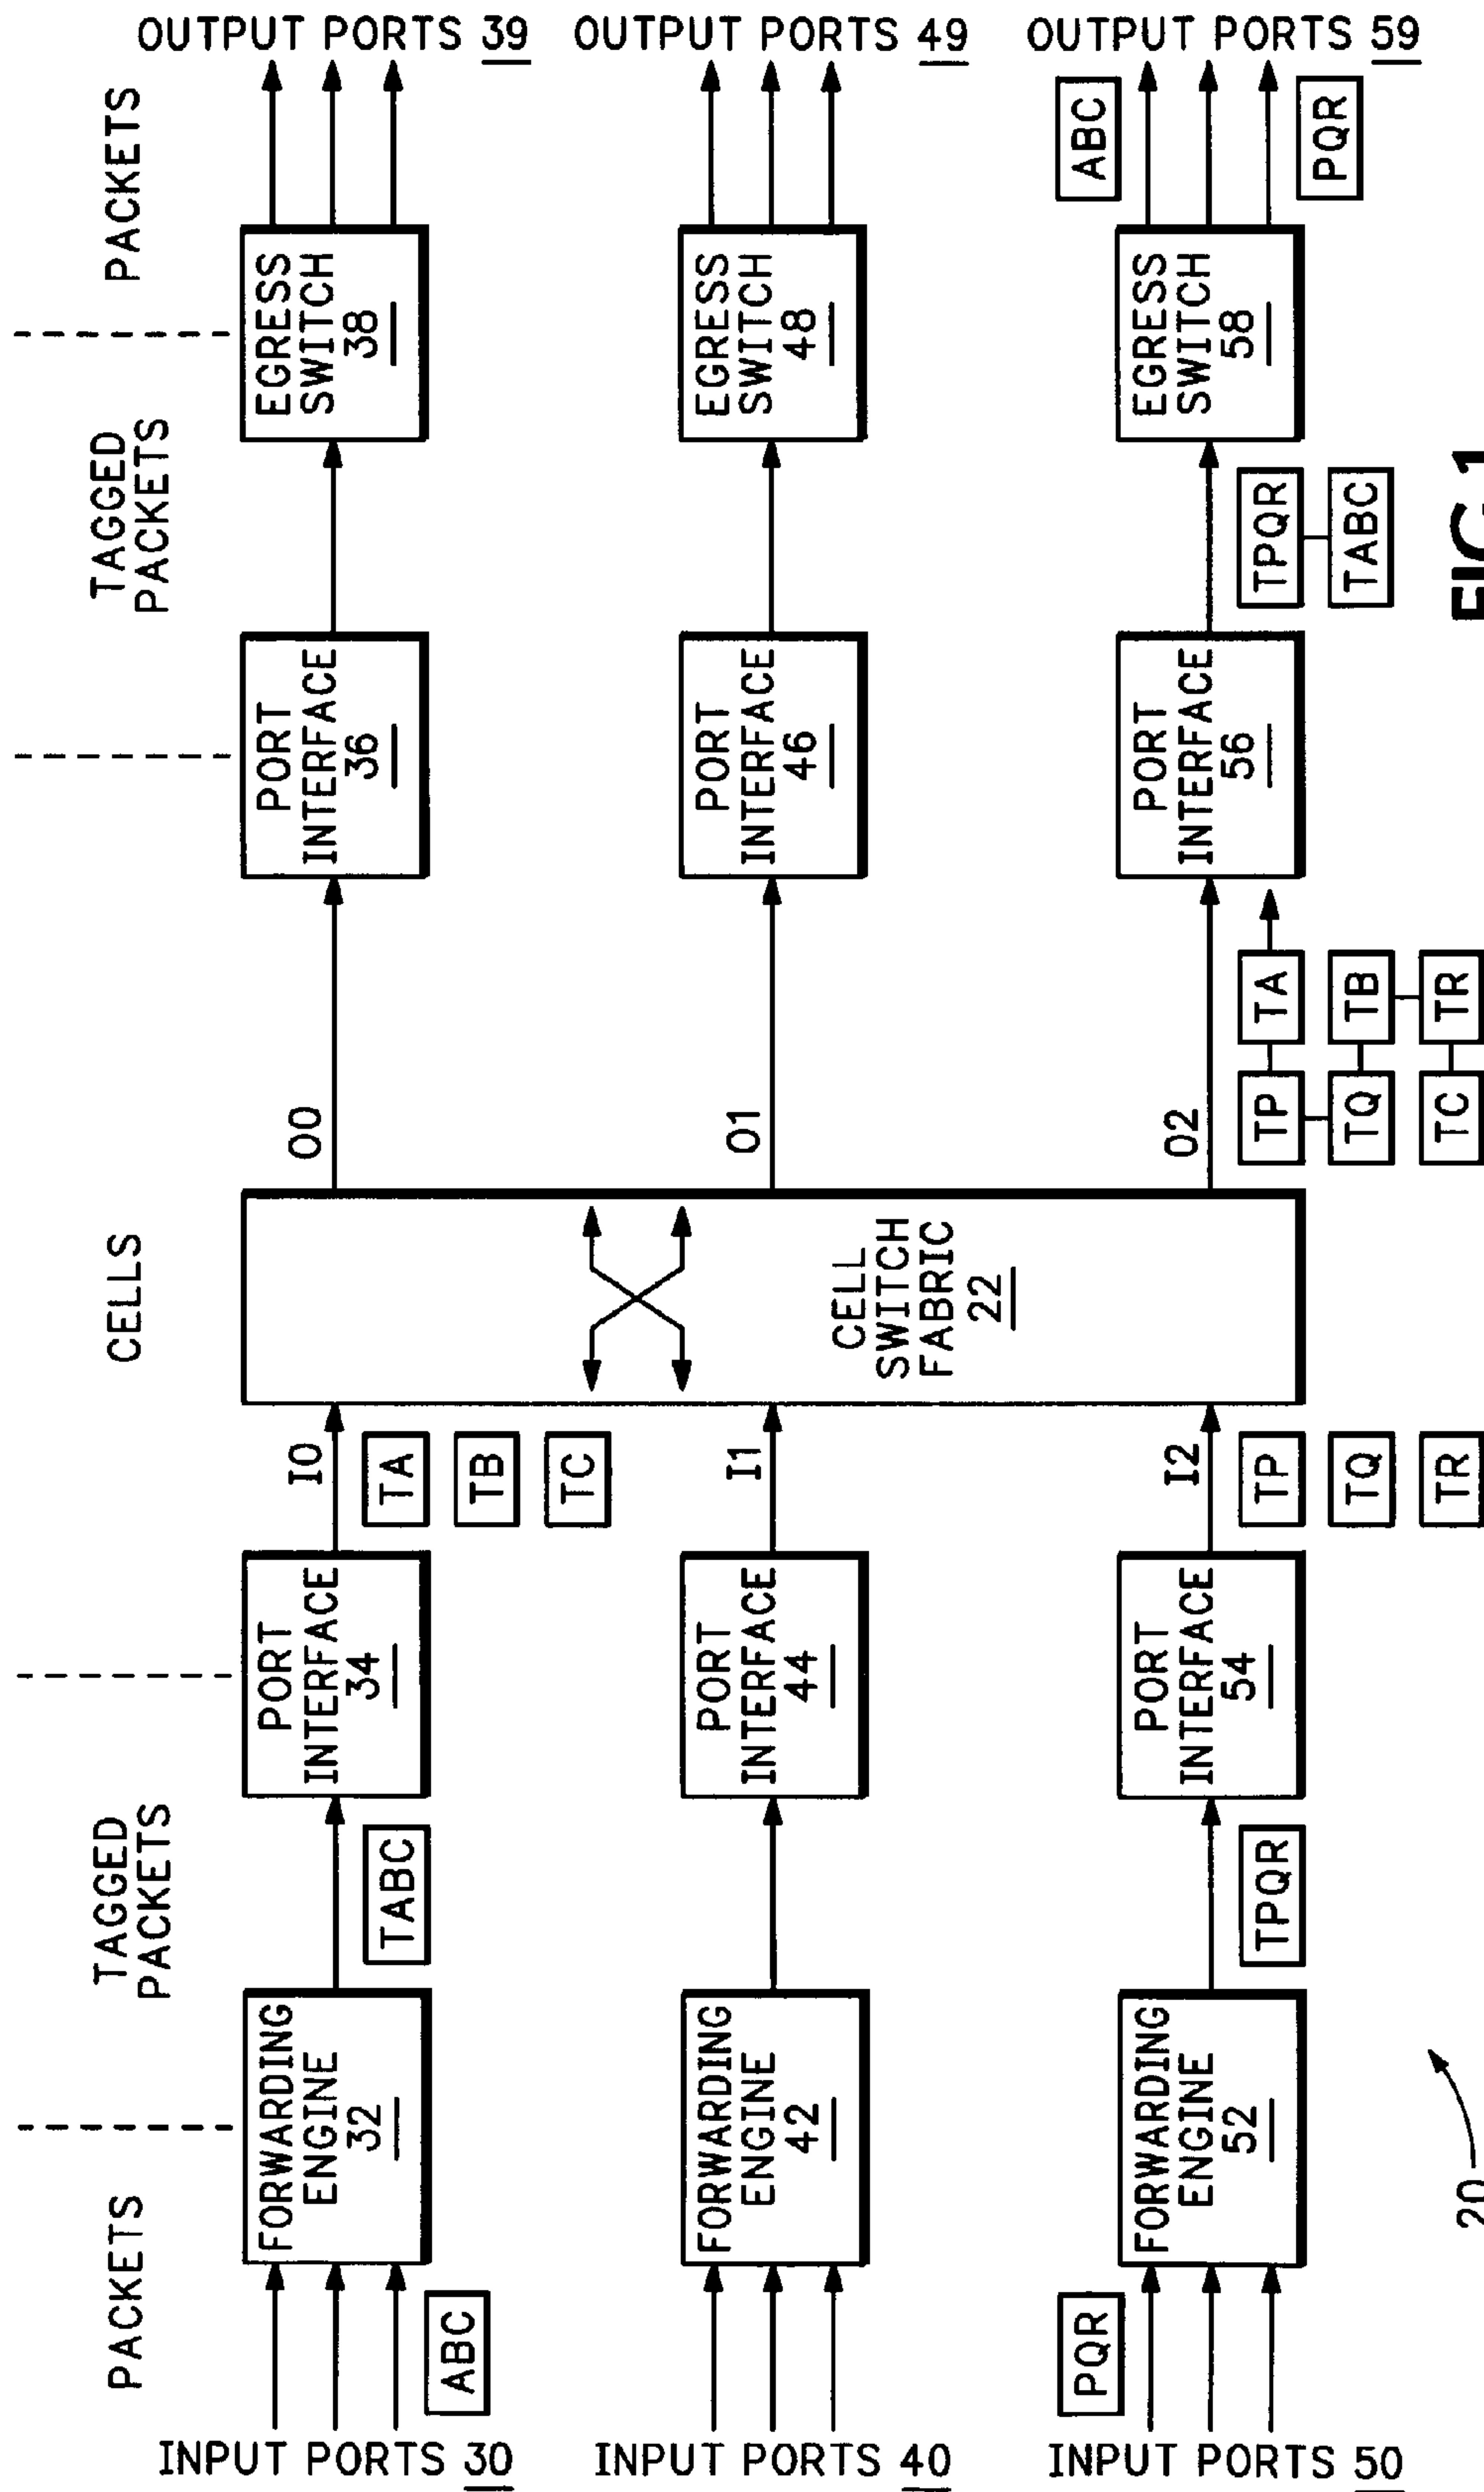 PACKETS
TAGGED
PACKETS
CELLS
TAGGED
PACKETS
PACKETS
INPUT PORTS 30
ABC
FORWARDING
ENGINE
32
TABC
PORT
INTERFACE
34
I0
TA
TB
TC
O0
PORT
INTERFACE
36
EGRESS
SWITCH
38
OUTPUT PORTS 39
INPUT PORTS 40
FORWARDING
ENGINE
42
PORT
INTERFACE
44
I1
CELL
SWITCH
FABRIC
22
O1
PORT
INTERFACE
46
EGRESS
SWITCH
48
OUTPUT PORTS 49
INPUT PORTS 50
PQR
FORWARDING
ENGINE
52
TPQR
PORT
INTERFACE
54
I2
TP
TQ
TR
O2
TP
TA
TQ
TB
TC
TR
PORT
INTERFACE
56
TPQR
TABC
EGRESS
SWITCH
58
ABC
PQR
OUTPUT PORTS 59
20
FIG 1